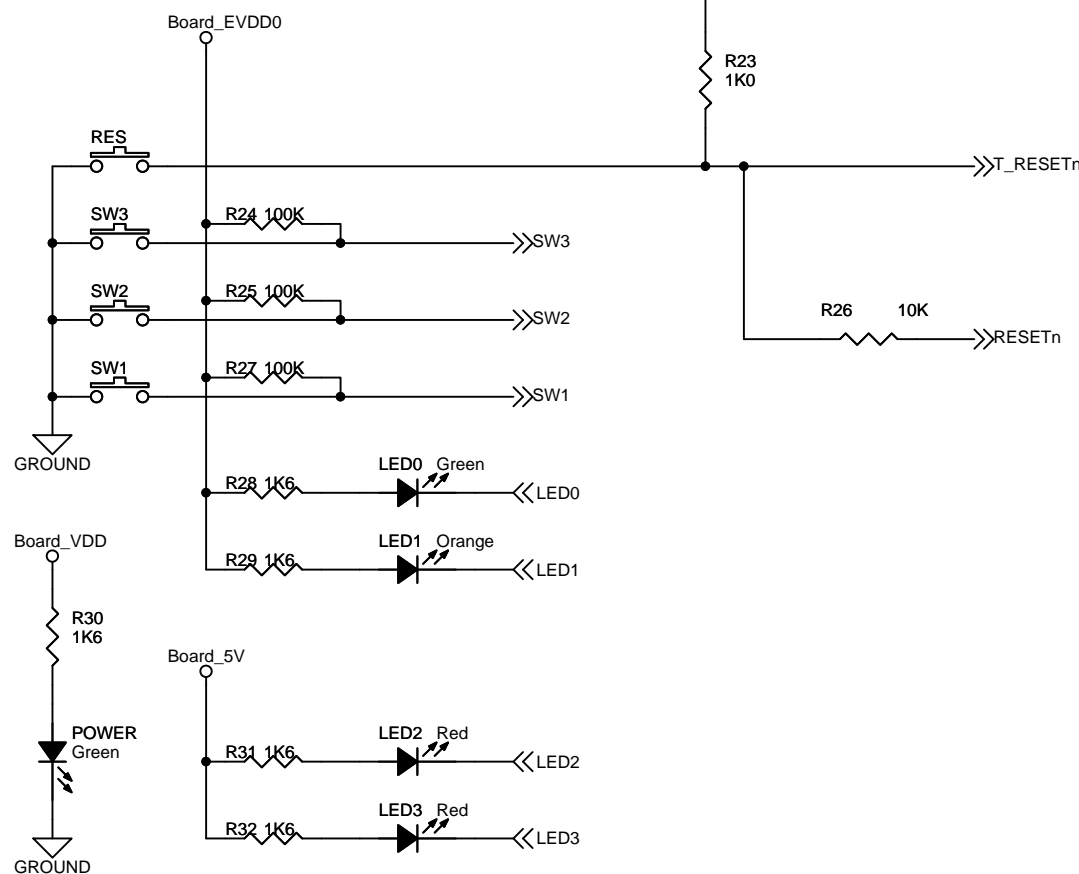 Board_EVDD0
R23
1K0
RES
T_RESETn
SW3
R24 100K
SW3
SW2
R25 100K
SW2
R26 10K
RESETn
SW1
R27 100K
SW1
GROUND
LED0 Green
R28 1K6
LED0
Board_VDD
LED1 Orange
R29 1K6
LED1
R30
1K6
Board_5V
POWER
Green
LED2 Red
R31 1K6
LED2
LED3 Red
R32 1K6
LED3
GROUND